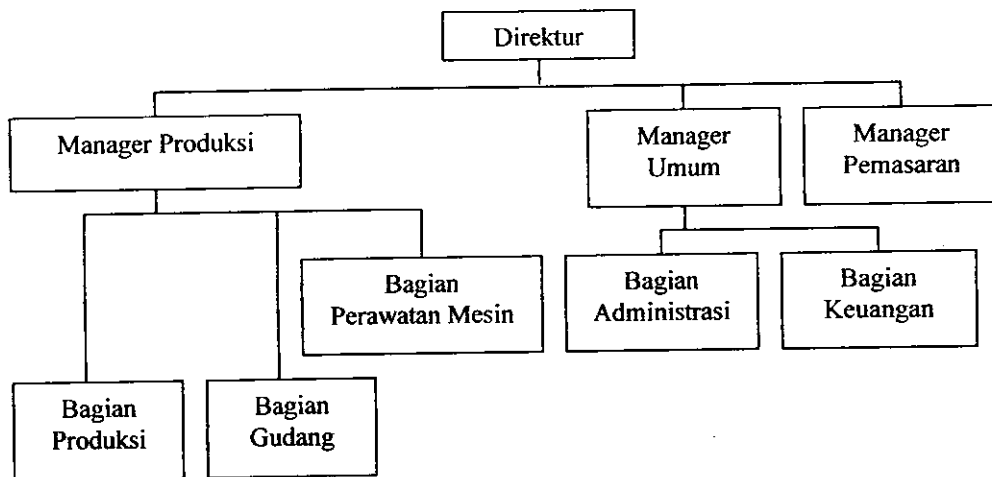 Direktur
Manager Produksi
Manager
Umum
Manager
Pemasaran
Bagian
Perawatan Mesin
Bagian
Administrasi
Bagian
Keuangan
Bagian
Produksi
Bagian
Gudang